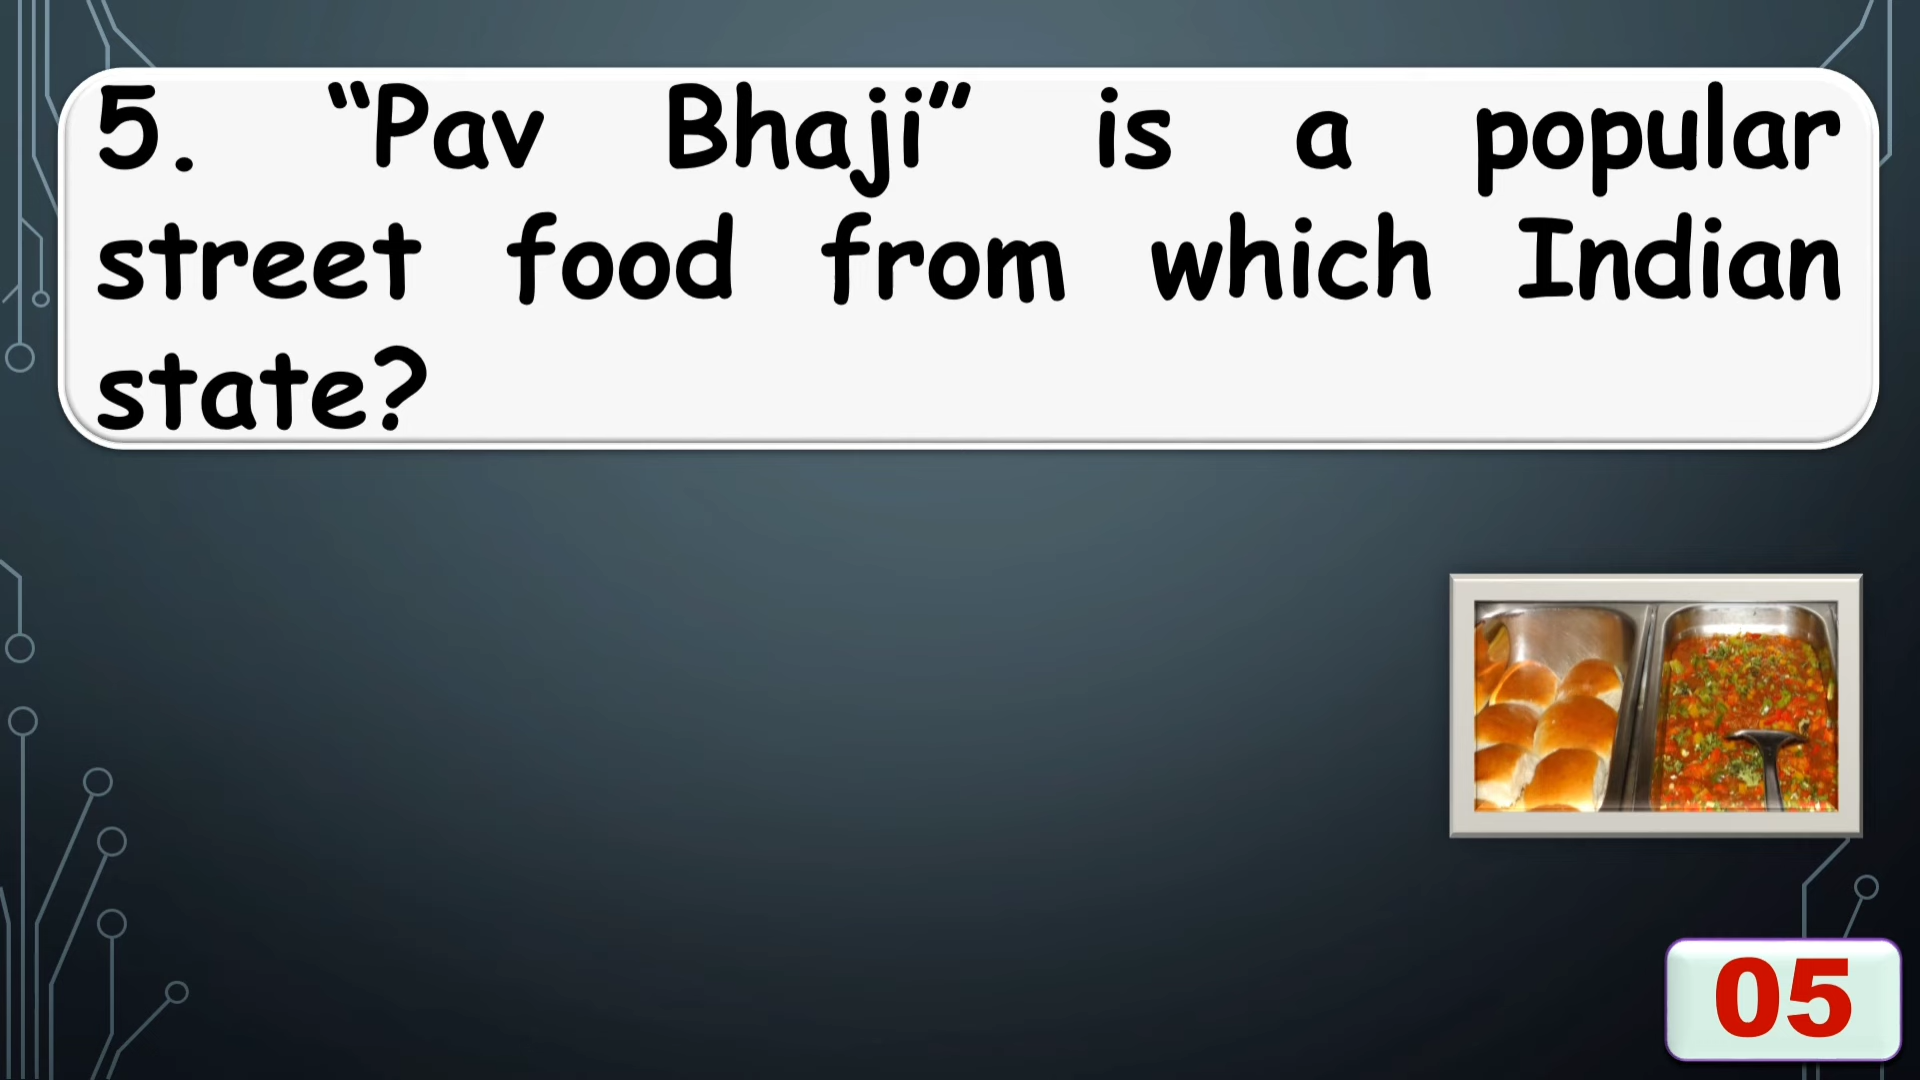 5. “Pav Bhaji” is a popular
street food from which Indian
state?
05